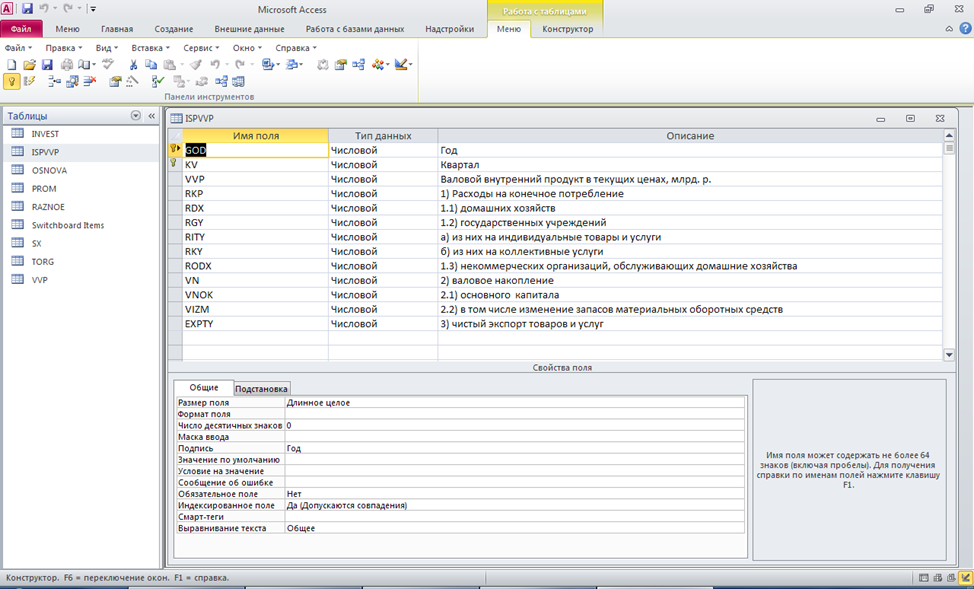 Microsoft Access
Работа с таблицами
Файл Меню Главная Создание Внешние данные Работа с базами данных Надстройки Меню Конструктор
Файл Правка Вид Вставка Сервис Окно Справка
Панели инструментов
Таблицы
INVEST
ISPVVP
OSNOVA
PROM
RAZNOE
Switchboard Items
SX
TORG
VVP
ISPVVP
Имя поля Тип данных Описание
GOD Числовой Год
KV Числовой Квартал
VVP Числовой Валовой внутренний продукт в текущих ценах, млрд. р.
RKP Числовой 1) Расходы на конечное потребление
RDX Числовой 1.1) домашних хозяйств
RGY Числовой 1.2) государственных учреждений
RITY Числовой а) из них на индивидуальные товары и услуги
RKY Числовой б) из них на коллективные услуги
RODX Числовой 1.3) некоммерческих организаций, обслуживающих домашние хозяйства
VN Числовой 2) валовое накопление
VNOK Числовой 2.1) основного капитала
VIZM Числовой 2.2) в том числе изменение запасов материальных оборотных средств
EXPTY Числовой 3) чистый экспорт товаров и услуг
Свойства поля
Общие Подстановка
Размер поля Длинное целое
Формат поля
Число десятичных знаков 0
Маска ввода
Подпись Год
Значение по умолчанию
Условие на значение
Сообщение об ошибке
Обязательное поле Нет
Индексированное поле Да (Допускаются совпадения)
Смарт-теги
Выравнивание текста Общее
Имя поля может содержать не более 64
знаков (включая пробелы). Для получения
справки по именам полей нажмите клавишу
F1.
Конструктор. F6 = переключение окон. F1 = справка.